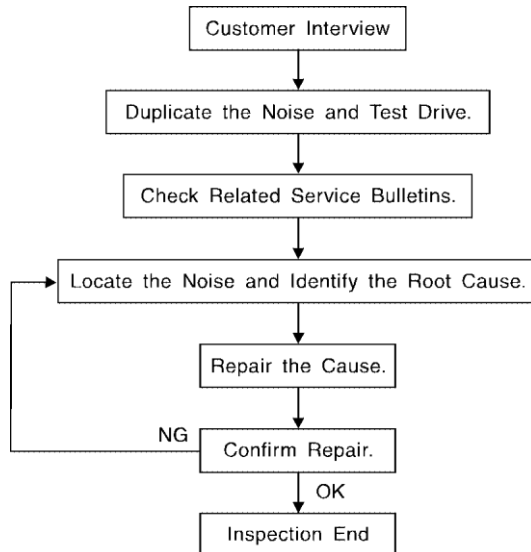 Customer Interview
Duplicate the Noise and Test Drive.
Check Related Service Bulletins.
Locate the Noise and Identify the Root Cause.
Repair the Cause.
NG
Confirm Repair.
OK
Inspection End